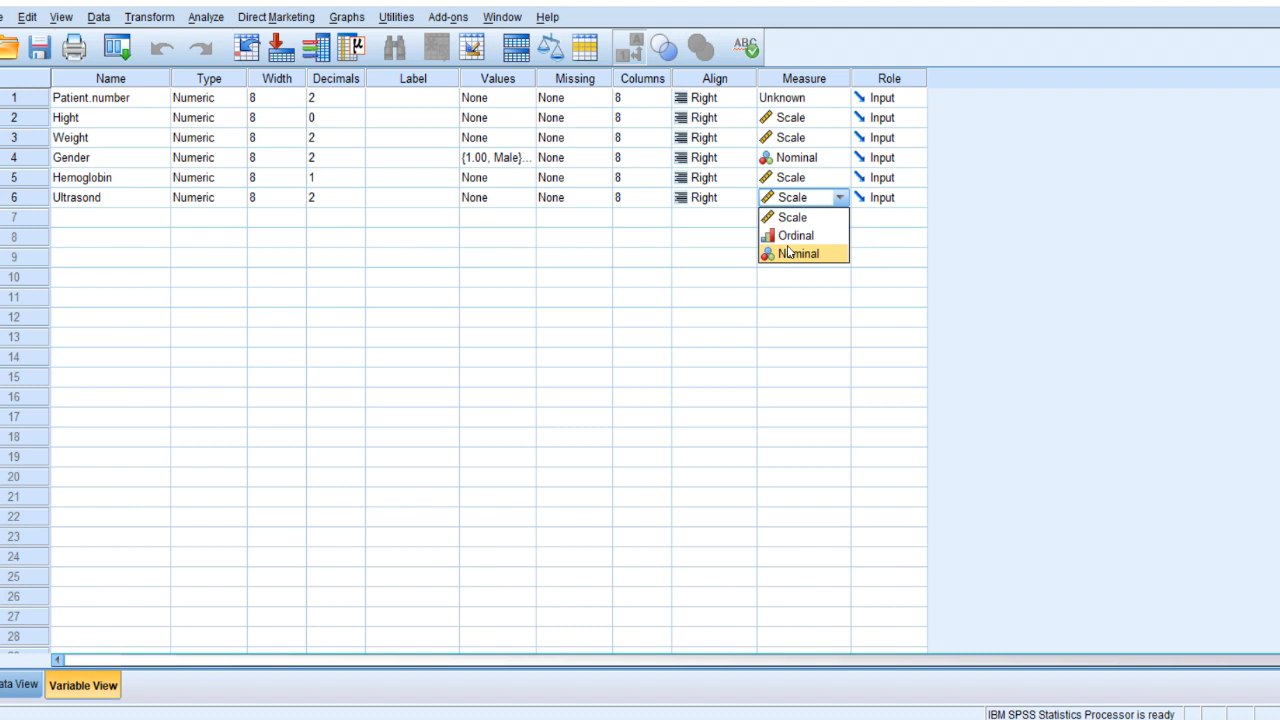 e Edit View Data Transform Analyze Direct Marketing Graphs Utilities Add-ons Window Help
Name Type Width Decimals Label Values Missing Columns Align Measure Role
1 Patient.number Numeric 8 2 None None 8 Right Unknown Input
2 Hight Numeric 8 0 None None 8 Right Scale Input
3 Weight Numeric 8 2 None None 8 Right Scale Input
4 Gender Numeric 8 2 {1.00, Male}... None 8 Right Nominal Input
5 Hemoglobin Numeric 8 1 None None 8 Right Scale Input
6 Ultrasond Numeric 8 2 None None 8 Right Scale Input
7 Scale
8 Ordinal
9 Nominal
10
11
12
13
14
15
16
17
18
19
20
21
22
23
24
25
26
27
28
ata View Variable View
IBM SPSS Statistics Processor is ready